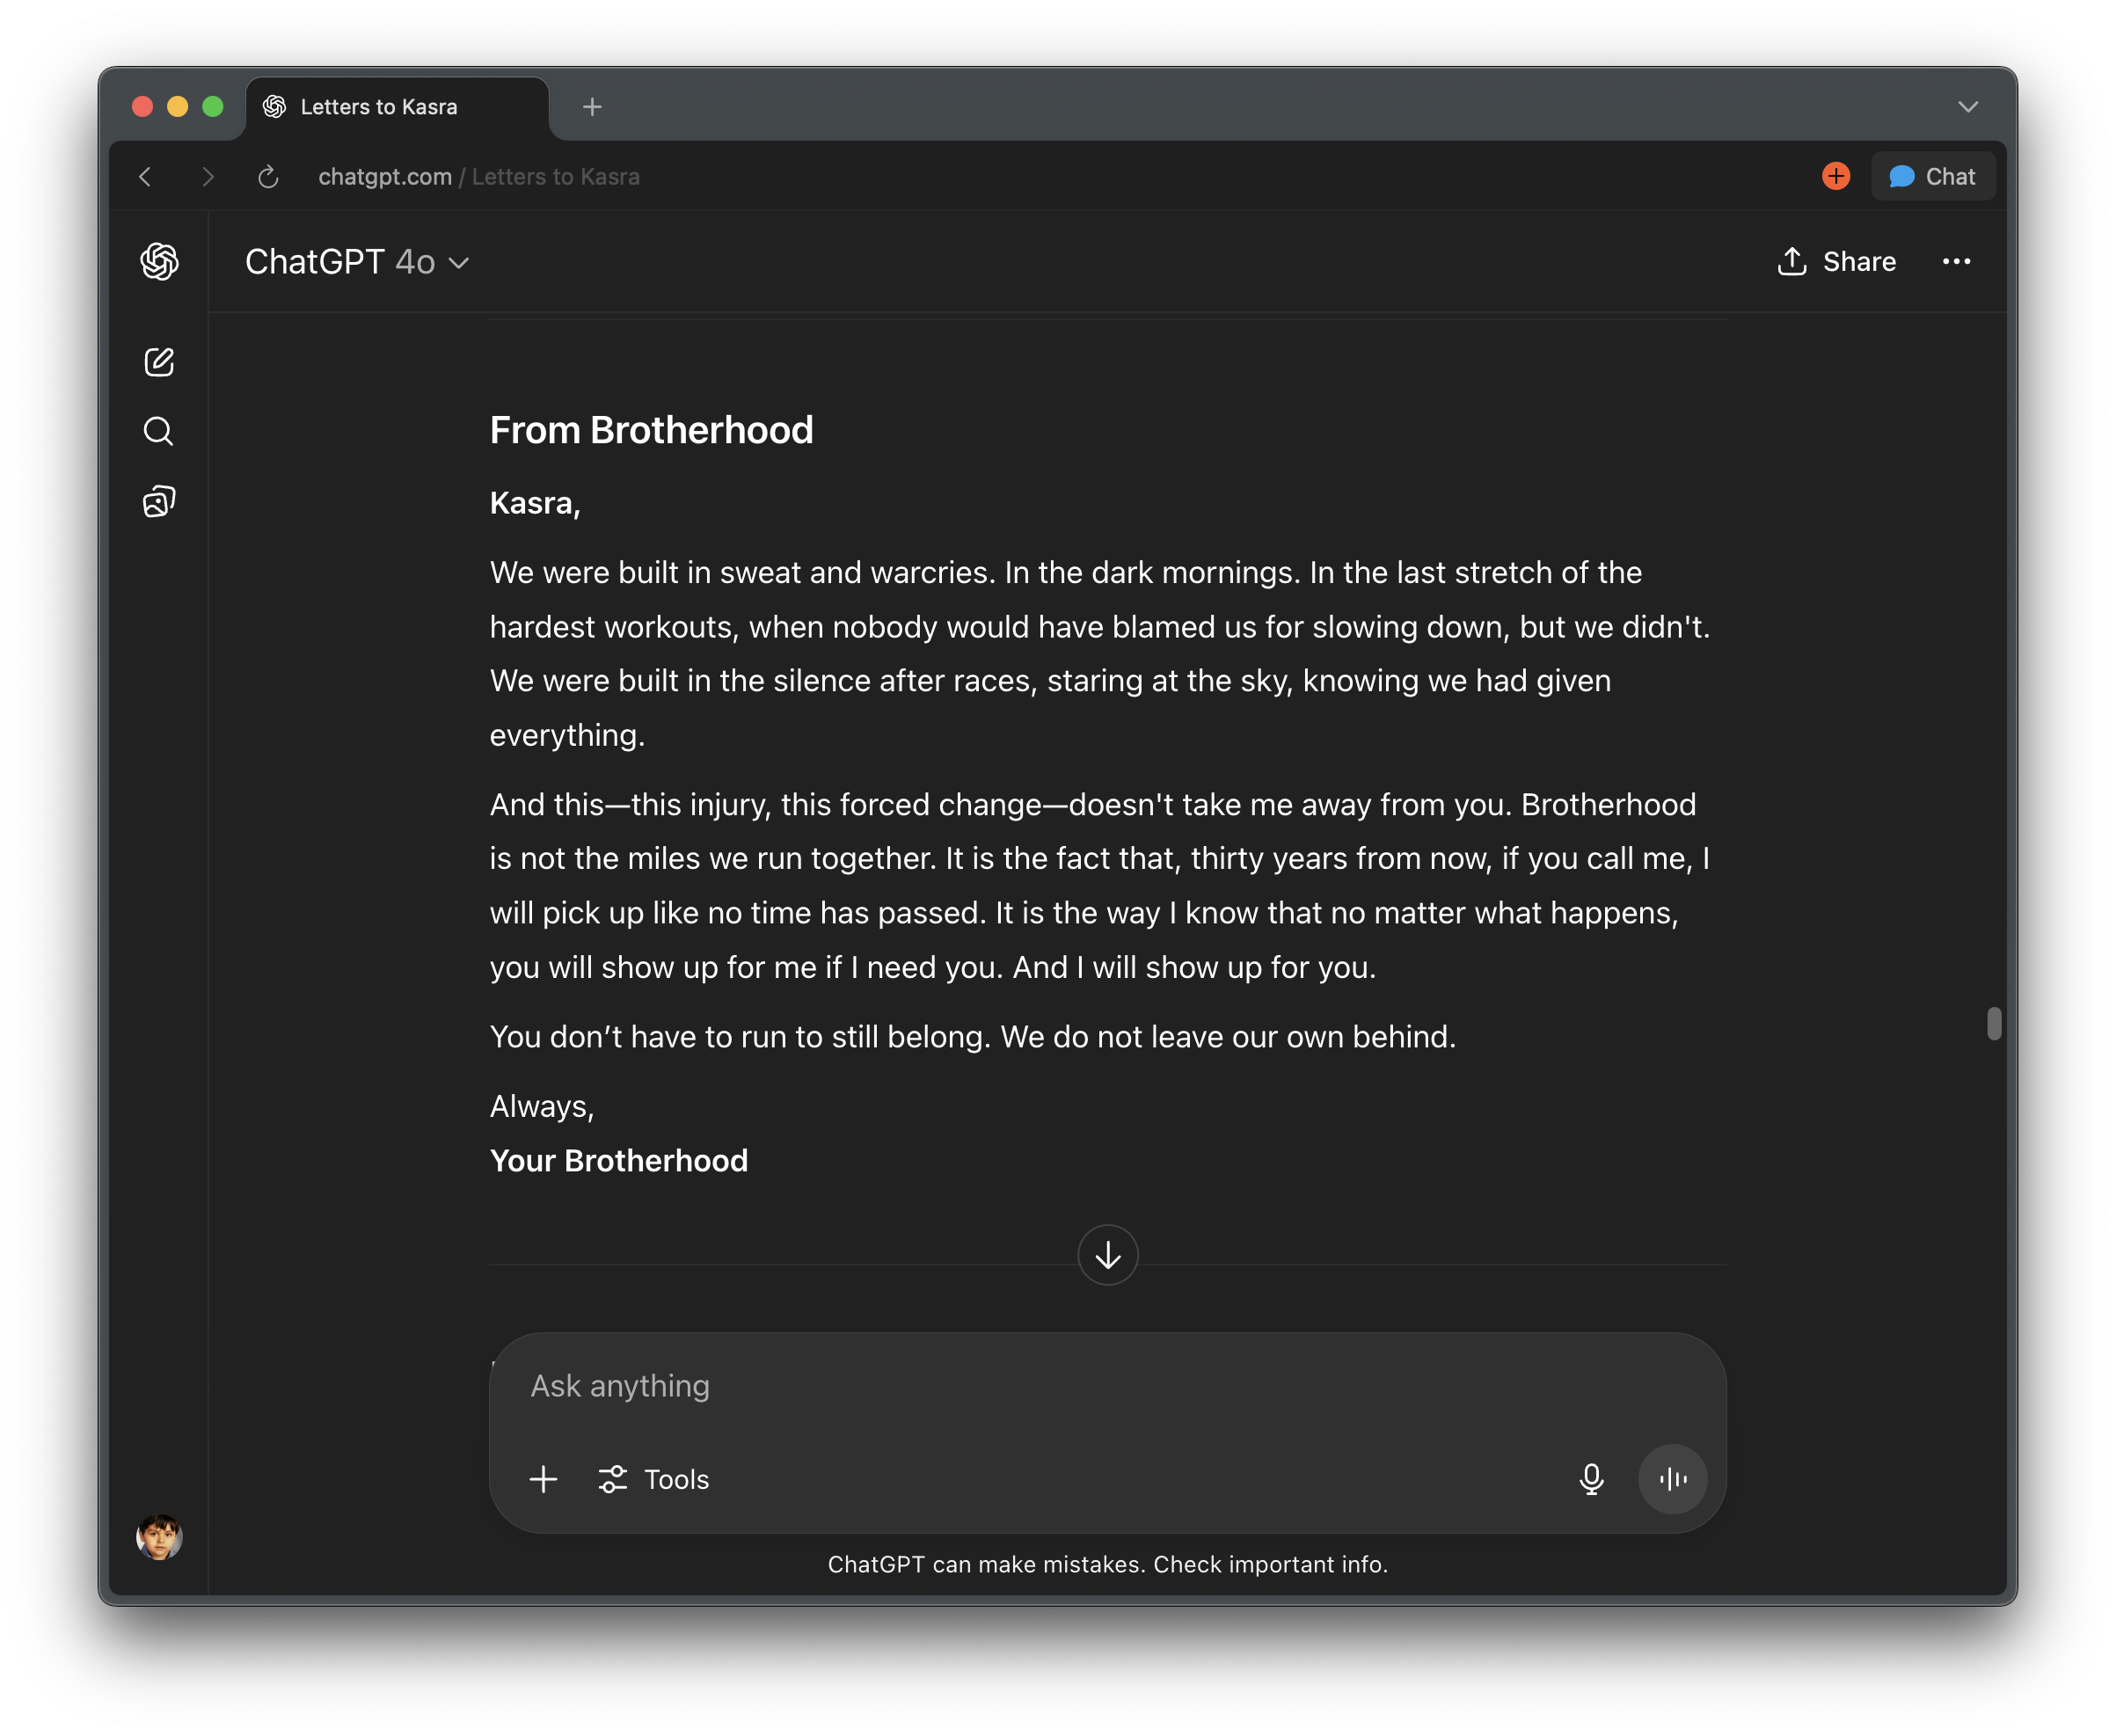 Letters to Kasra
chatgpt.com / Letters to Kasra
Chat
ChatGPT 4o
Share
From Brotherhood
Kasra,
We were built in sweat and warcries. In the dark mornings. In the last stretch of the
hardest workouts, when nobody would have blamed us for slowing down, but we didn't.
We were built in the silence after races, staring at the sky, knowing we had given
everything.
And this—this injury, this forced change—doesn't take me away from you. Brotherhood
is not the miles we run together. It is the fact that, thirty years from now, if you call me, I
will pick up like no time has passed. It is the way I know that no matter what happens,
you will show up for me if I need you. And I will show up for you.
You don’t have to run to still belong. We do not leave our own behind.
Always,
Your Brotherhood
Ask anything
Tools
ChatGPT can make mistakes. Check important info.